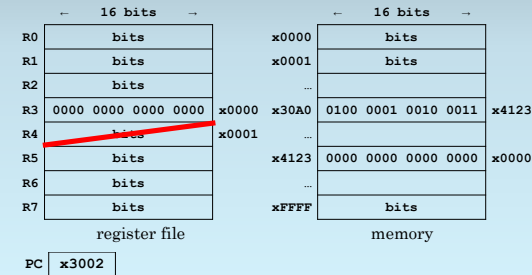 ← 16 bits →
← 16 bits →
R0 bits
x0000 bits
R1 bits
x0001 bits
R2 bits
…
R3 0000 0000 0000 0000 x0000
x30A0 0100 0001 0010 0011 x4123
R4 bits x0001
…
R5 bits
x4123 0000 0000 0000 0000 x0000
R6 bits
…
R7 bits
xFFFF bits
register file
memory
PC x3002